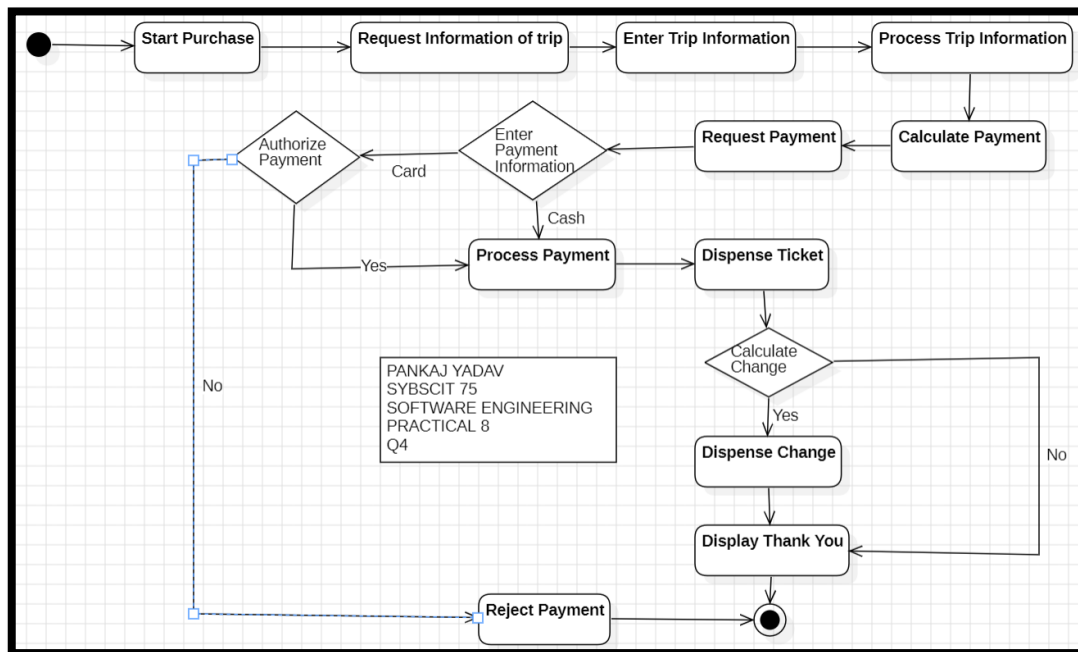 Start Purchase
Request Information of trip
Enter Trip Information
Process Trip Information
Authorize
Payment
Enter
Payment
Information
Request Payment
Calculate Payment
Card
Cash
Yes
Process Payment
Dispense Ticket
Calculate
Change
No
PANKAJ YADAV
SYBSCIT 75
SOFTWARE ENGINEERING
PRACTICAL 8
Q4
Yes
Dispense Change
No
Display Thank You
Reject Payment